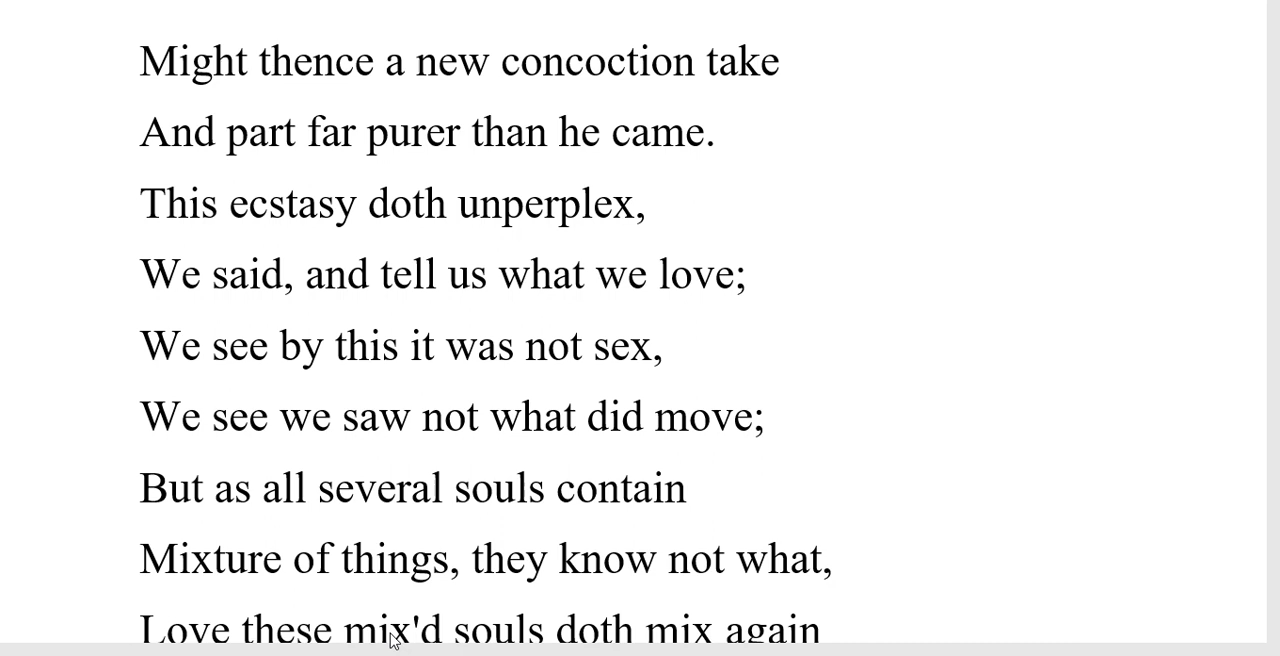 Might thence a new concoction take
And part far purer than he came.
This ecstasy doth unperplex,
We said, and tell us what we love;
We see by this it was not sex,
We see we saw not what did move;
But as all several souls contain
Mixture of things, they know not what,
Love these mix'd souls doth mix again